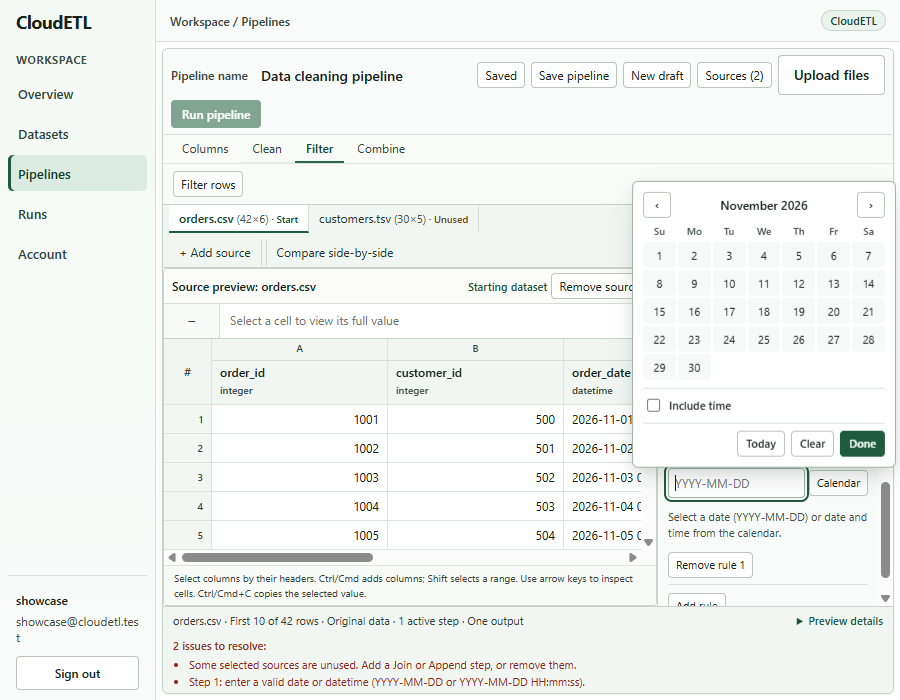 CloudETL
WORKSPACE
Overview
Datasets
Pipelines
Runs
Account
showcase
showcase@cloudetl.tes
t
Sign out
Workspace / Pipelines
CloudETL
Pipeline name Data cleaning pipeline
Saved Save pipeline New draft Sources (2) Upload files
Run pipeline
Columns Clean Filter Combine
Filter rows
orders.csv (42×6) · Start customers.tsv (30×5) · Unused
+ Add source Compare side-by-side
Source preview: orders.csv Starting dataset Remove sourc
– Select a cell to view its full value
A B
# order_id customer_id order_date
integer integer datetime
1 1001 500 2026-11-01
2 1002 501 2026-11-02
3 1003 502 2026-11-03 0
4 1004 503 2026-11-04 0
5 1005 504 2026-11-05 0
Select columns by their headers. Ctrl/Cmd adds columns; Shift selects a range. Use arrow keys to inspect
cells. Ctrl/Cmd+C copies the selected value.
‹ November 2026 ›
Su Mo Tu We Th Fr Sa
1 2 3 4 5 6 7
8 9 10 11 12 13 14
15 16 17 18 19 20 21
22 23 24 25 26 27 28
29 30
Include time
Today Clear Done
YYYY-MM-DD Calendar
Select a date (YYYY-MM-DD) or date and
time from the calendar.
Remove rule 1
Add rule
orders.csv · First 10 of 42 rows · Original data · 1 active step · One output
▶ Preview details
2 issues to resolve:
• Some selected sources are unused. Add a Join or Append step, or remove them.
• Step 1: enter a valid date or datetime (YYYY-MM-DD or YYYY-MM-DD HH:mm:ss).